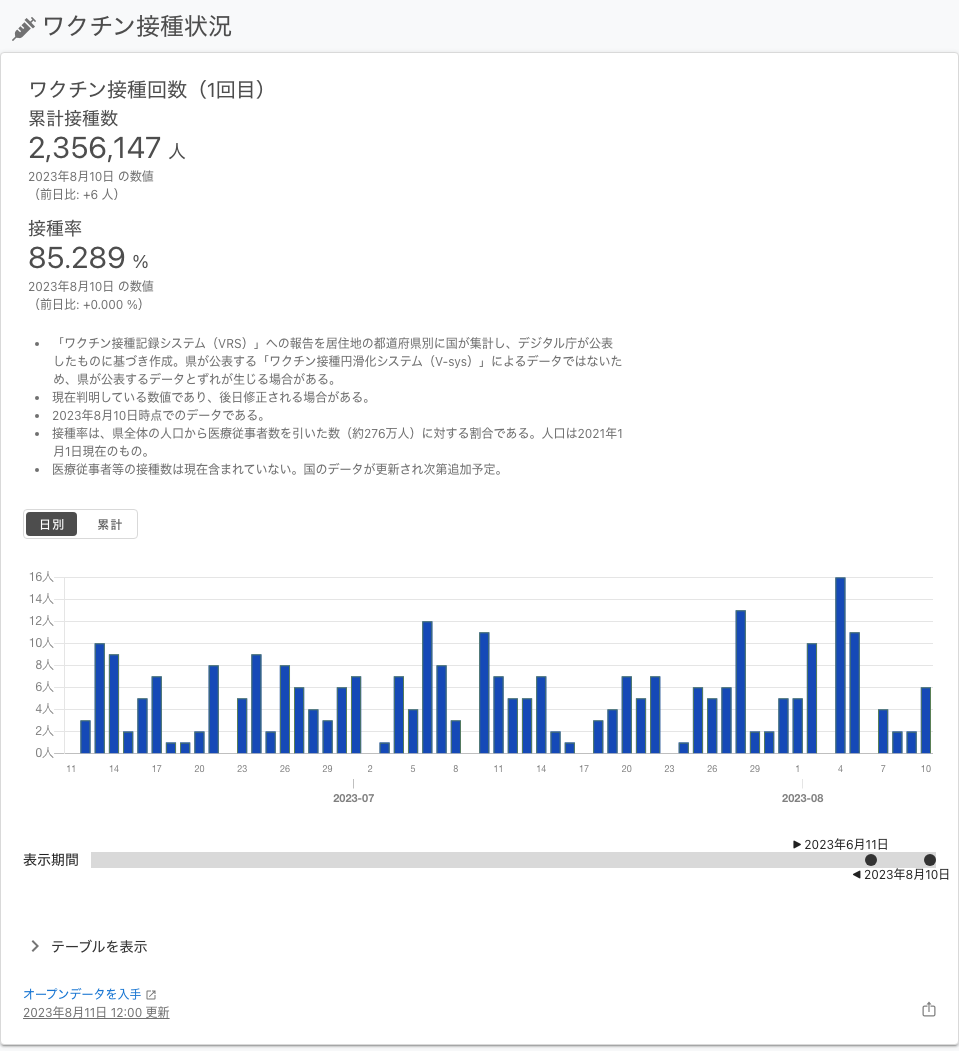 ワクチン接種状況
ワクチン接種回数（1回目）
累計接種数
2,356,147 人
2023年8月10日 の数値
（前日比: +6 人）
接種率
85.289 %
2023年8月10日 の数値
（前日比: +0.000 %）
• 「ワクチン接種記録システム（VRS）」への報告を居住地の都道府県別に国が集計し、デジタル庁が公表
したものに基づき作成。県が公表する「ワクチン接種円滑化システム（V-sys）」によるデータではないた
め、県が公表するデータとずれが生じる場合がある。
• 現在判明している数値であり、後日修正される場合がある。
• 2023年8月10日時点でのデータである。
• 接種率は、県全体の人口から医療従事者数を引いた数（約276万人）に対する割合である。人口は2021年1
月1日現在のもの。
• 医療従事者等の接種数は現在含まれていない。国のデータが更新され次第追加予定。
日別 累計
16人
14人
12人
10人
8人
6人
4人
2人
0人
11 14 17 20 23 26 29 2 5 8 11 14 17 20 23 26 29 1 4 7 10
2023-07 2023-08
▶ 2023年6月11日
表示期間
◀ 2023年8月10日
テーブルを表示
オープンデータを入手
2023年8月11日 12:00 更新